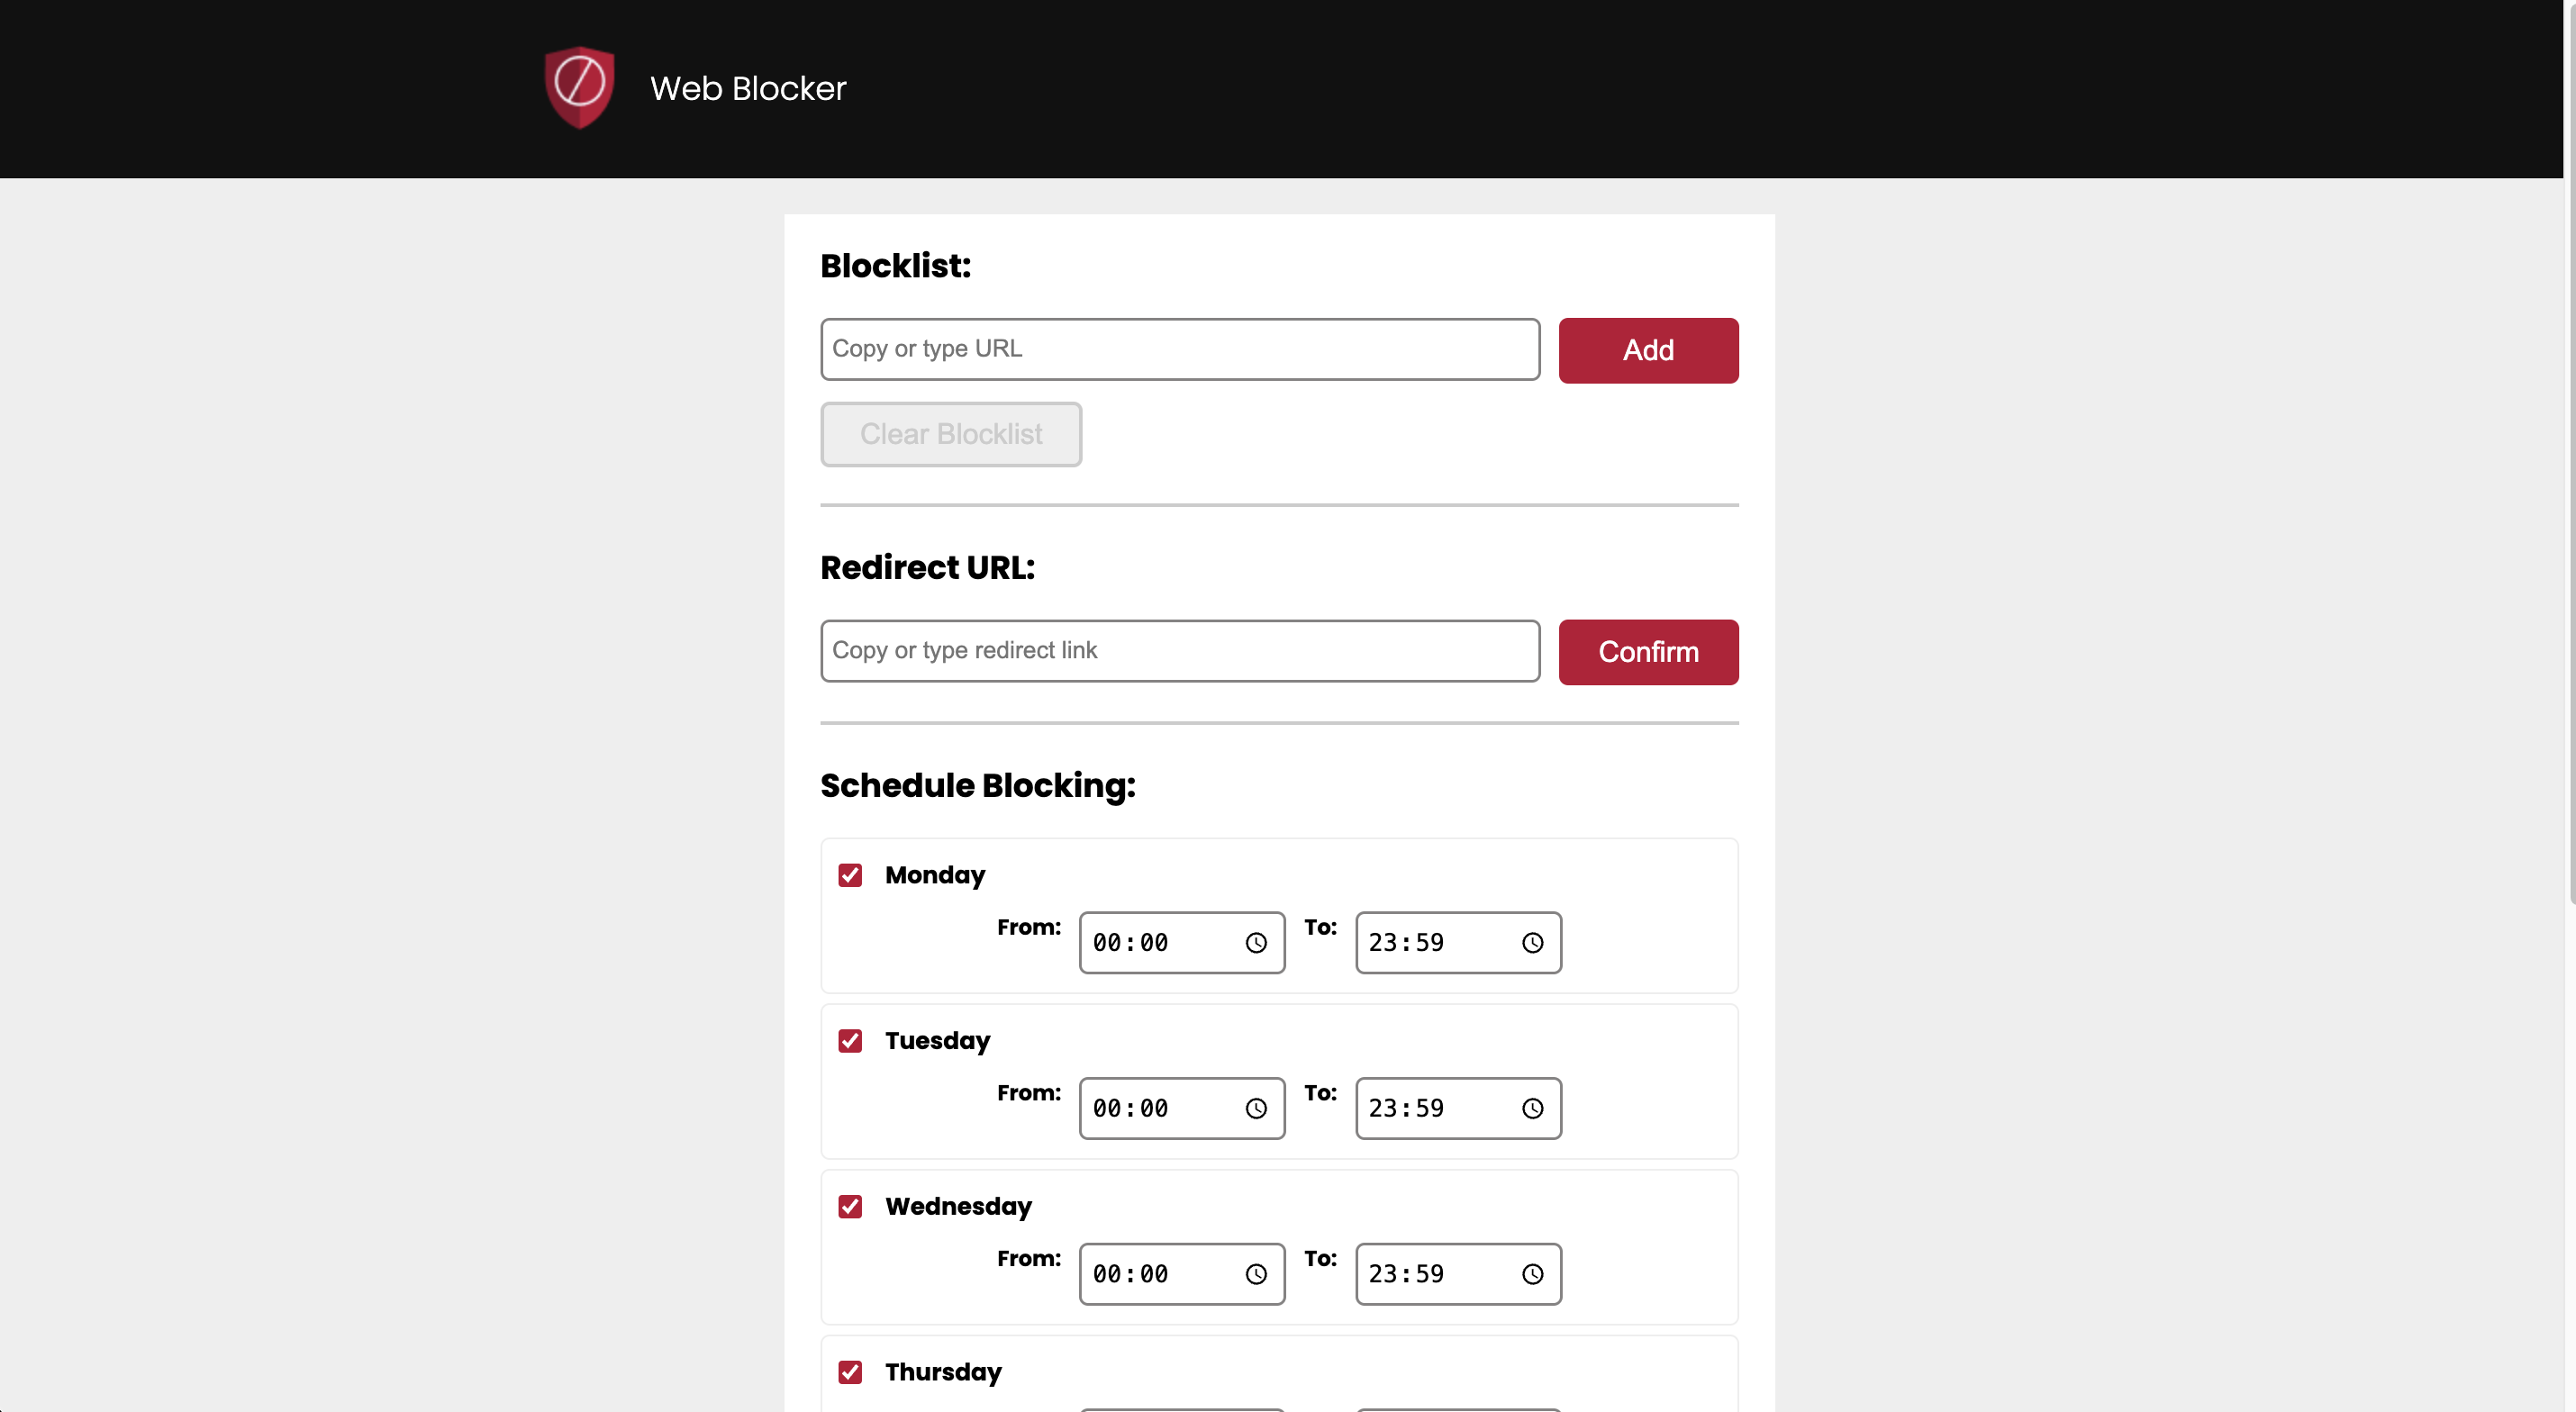 Web Blocker
Blocklist:
Copy or type URL
Add
Clear Blocklist
Redirect URL:
Copy or type redirect link
Confirm
Schedule Blocking:
Monday
From: 00:00 To: 23:59
Tuesday
From: 00:00 To: 23:59
Wednesday
From: 00:00 To: 23:59
Thursday